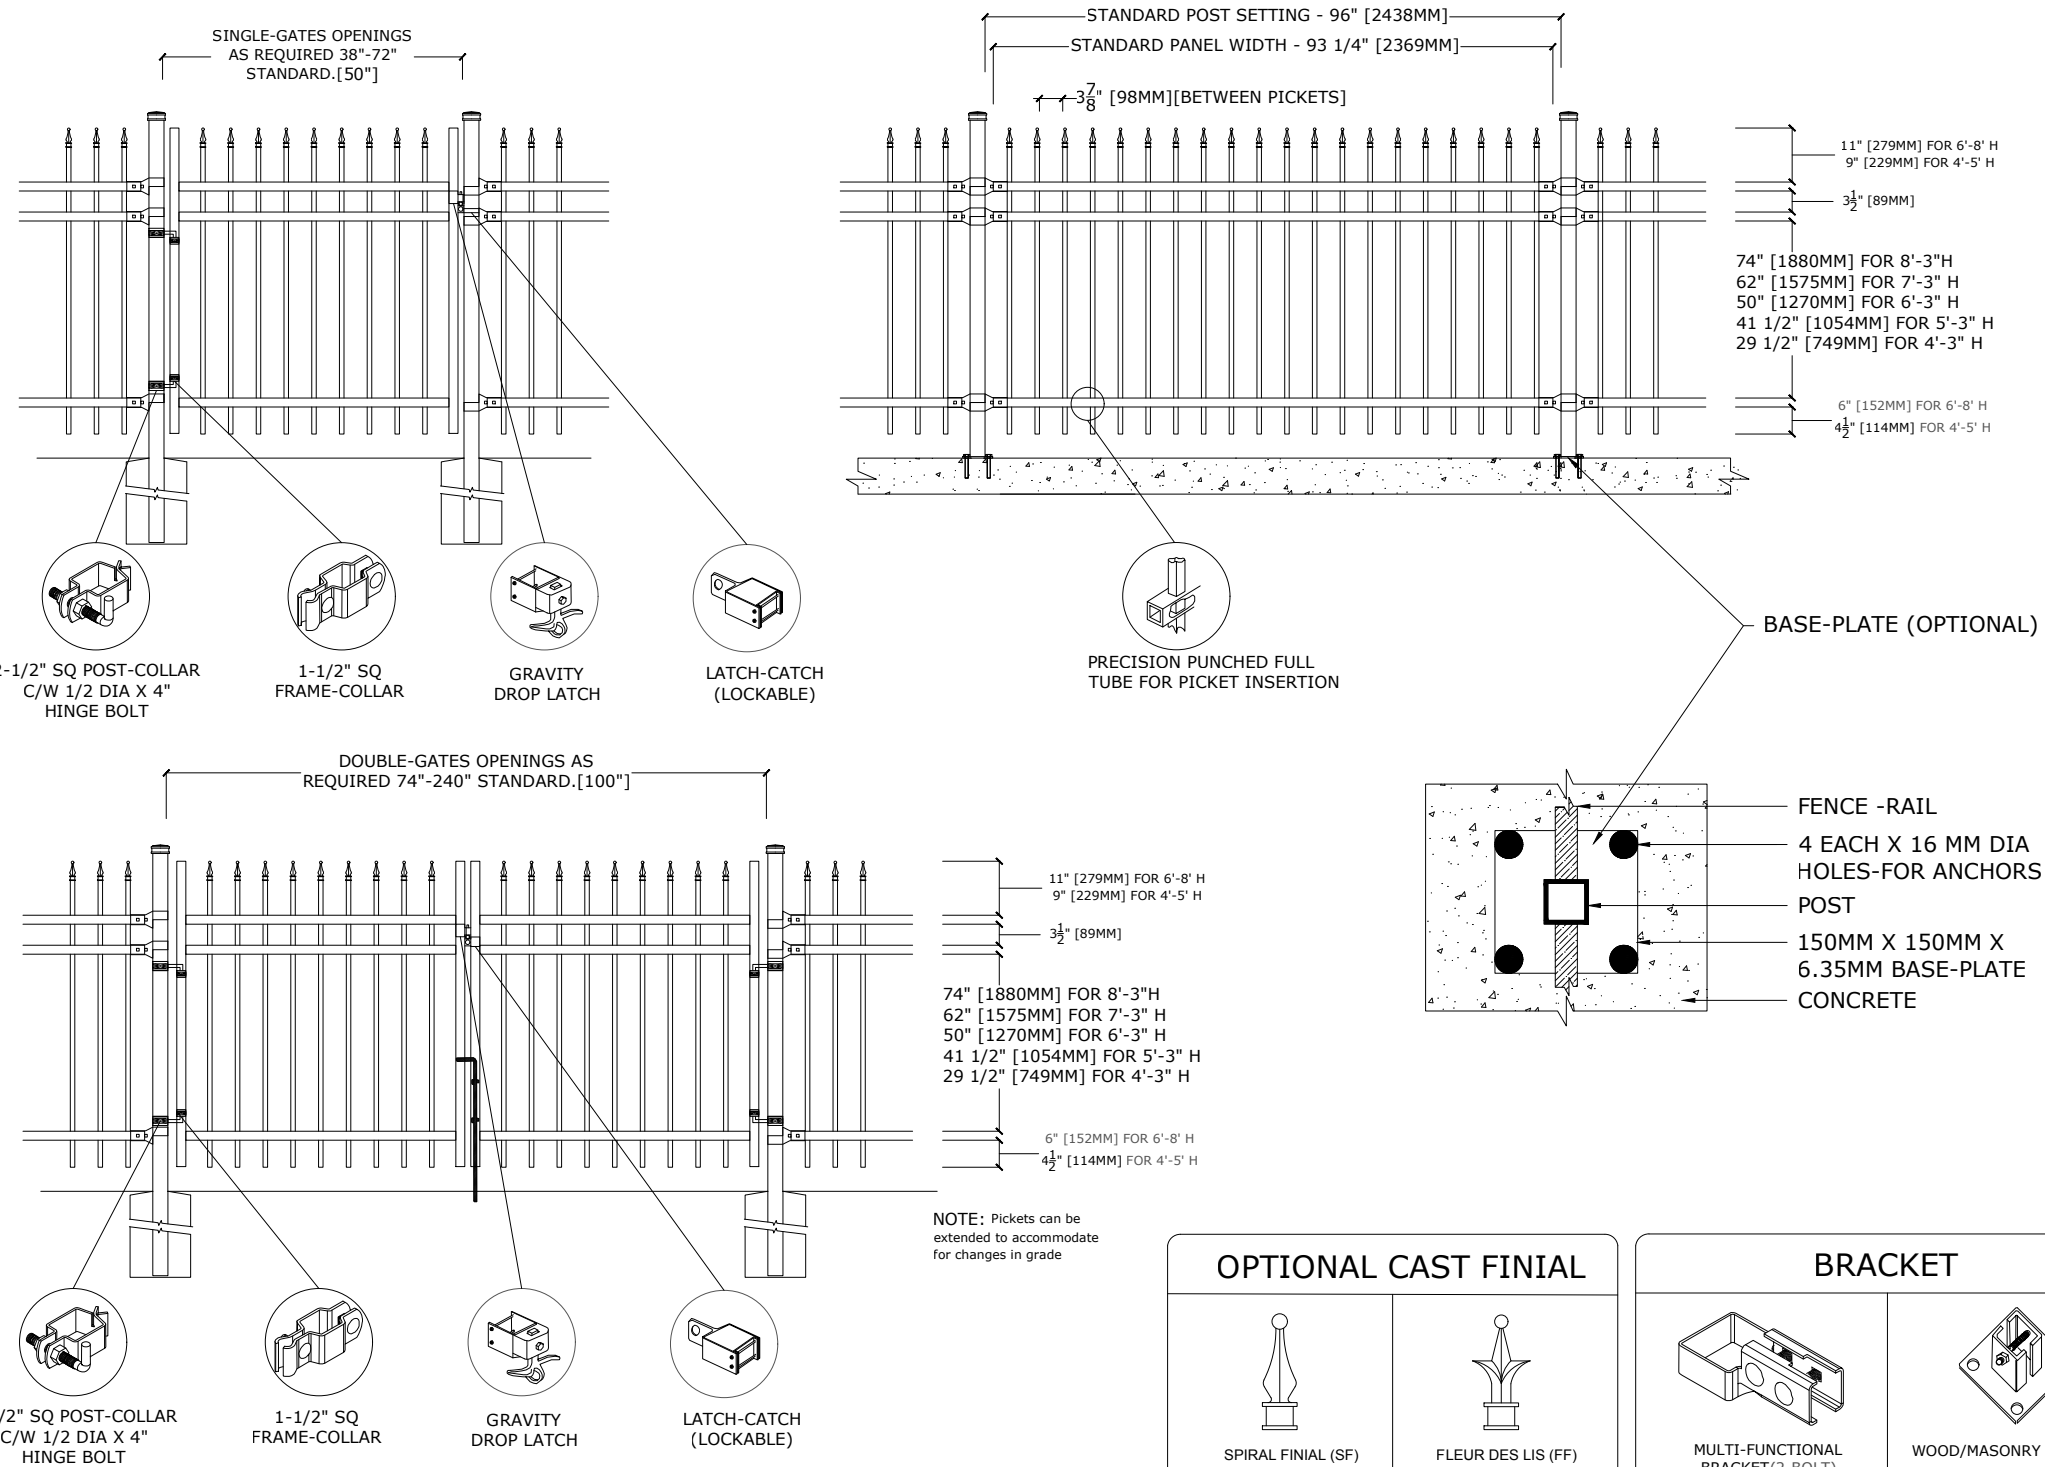 SINGLE-GATES OPENINGS
AS REQUIRED 38"-72"
STANDARD.[50"]
STANDARD POST SETTING - 96" [2438MM]
STANDARD PANEL WIDTH - 93 1/4" [2369MM]
3 7/8" [98MM][BETWEEN PICKETS]
11" [279MM] FOR 6'-8' H
9" [229MM] FOR 4'-5' H
3 1/2" [89MM]
74" [1880MM] FOR 8'-3"H
62" [1575MM] FOR 7'-3" H
50" [1270MM] FOR 6'-3" H
41 1/2" [1054MM] FOR 5'-3" H
29 1/2" [749MM] FOR 4'-3" H
6" [152MM] FOR 6'-8' H
4 1/2" [114MM] FOR 4'-5' H
2-1/2" SQ POST-COLLAR
C/W 1/2 DIA X 4"
HINGE BOLT
1-1/2" SQ
FRAME-COLLAR
GRAVITY
DROP LATCH
LATCH-CATCH
(LOCKABLE)
PRECISION PUNCHED FULL
TUBE FOR PICKET INSERTION
BASE-PLATE (OPTIONAL)
FENCE -RAIL
4 EACH X 16 MM DIA
HOLES-FOR ANCHORS
POST
150MM X 150MM X
6.35MM BASE-PLATE
CONCRETE
DOUBLE-GATES OPENINGS AS
REQUIRED 74"-240" STANDARD.[100"]
11" [279MM] FOR 6'-8' H
9" [229MM] FOR 4'-5' H
3 1/2" [89MM]
74" [1880MM] FOR 8'-3"H
62" [1575MM] FOR 7'-3" H
50" [1270MM] FOR 6'-3" H
41 1/2" [1054MM] FOR 5'-3" H
29 1/2" [749MM] FOR 4'-3" H
6" [152MM] FOR 6'-8' H
4 1/2" [114MM] FOR 4'-5' H
NOTE: Pickets can be
extended to accommodate
for changes in grade
/2" SQ POST-COLLAR
C/W 1/2 DIA X 4"
HINGE BOLT
1-1/2" SQ
FRAME-COLLAR
GRAVITY
DROP LATCH
LATCH-CATCH
(LOCKABLE)
OPTIONAL CAST FINIAL
SPIRAL FINIAL (SF)
FLEUR DES LIS (FF)
BRACKET
MULTI-FUNCTIONAL
BRACKET(2-BOLT)
WOOD/MASONRY